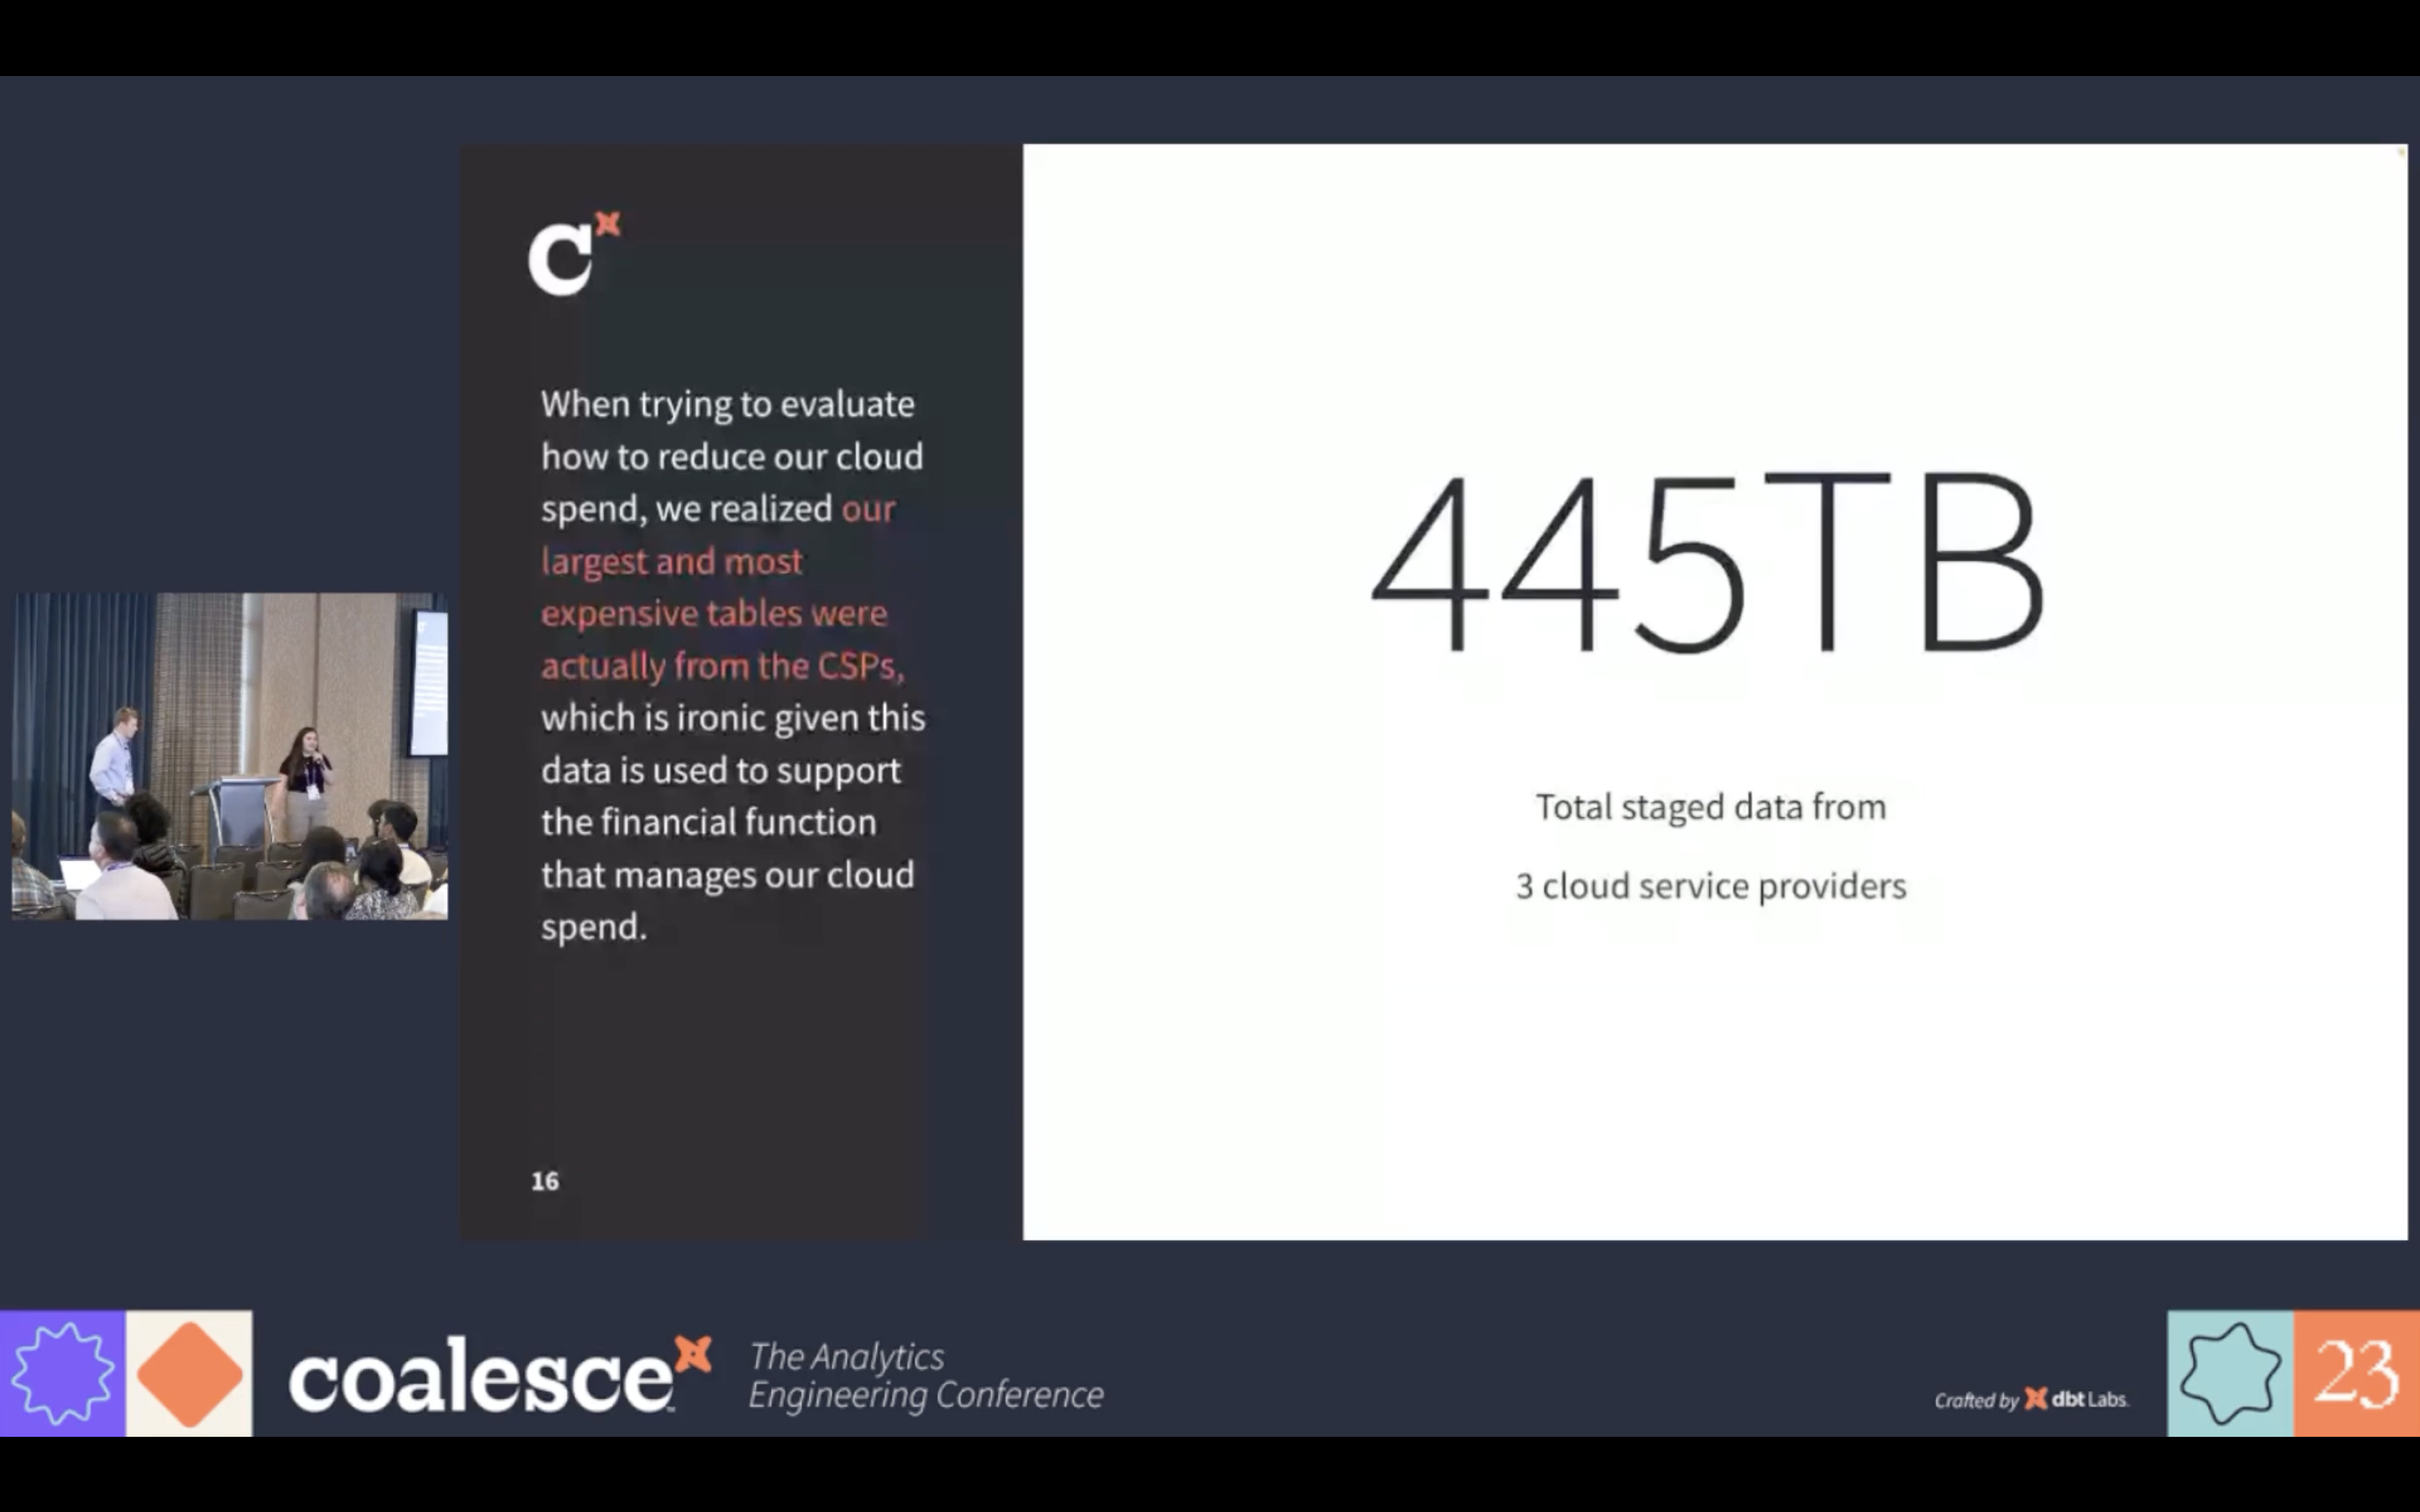 C
When trying to evaluate
how to reduce our cloud
spend, we realized our
largest and most
expensive tables were
actually from the CSPs,
which is ironic given this
data is used to support
the financial function
that manages our cloud
spend.
16
445TB
Total staged data from
3 cloud service providers
coalesce
The Analytics
Engineering Conference
Crafted by dbt Labs
23